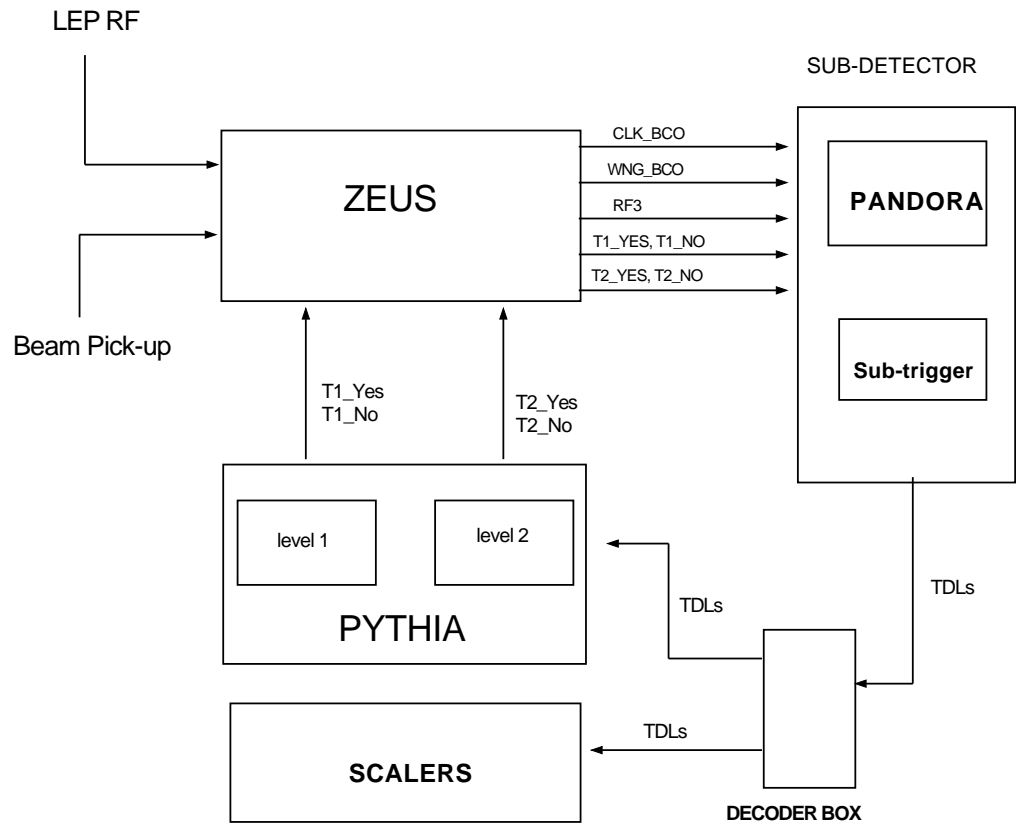 LEP RF
SUB-DETECTOR
CLK_BCO
WNG_BCO
ZEUS
RF3
PANDORA
T1_YES, T1_NO
T2_YES, T2_NO
Beam Pick-up
Sub-trigger
T1_Yes
T1_No
T2_Yes
T2_No
level 1
level 2
PYTHIA
TDLs
TDLs
TDLs
SCALERS
DECODER BOX